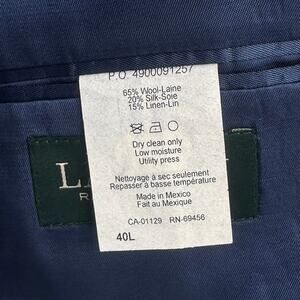 P.O. 4900091257
65% Wool-Laine
20% Silk-Soie
15% Linen-Lin
Dry clean only
Low moisture
Utility press
Nettoyage à sec seulement
Repasser à basse température
Made in Mexico
Fait au Mexique
CA-01129 RN-69456
40L